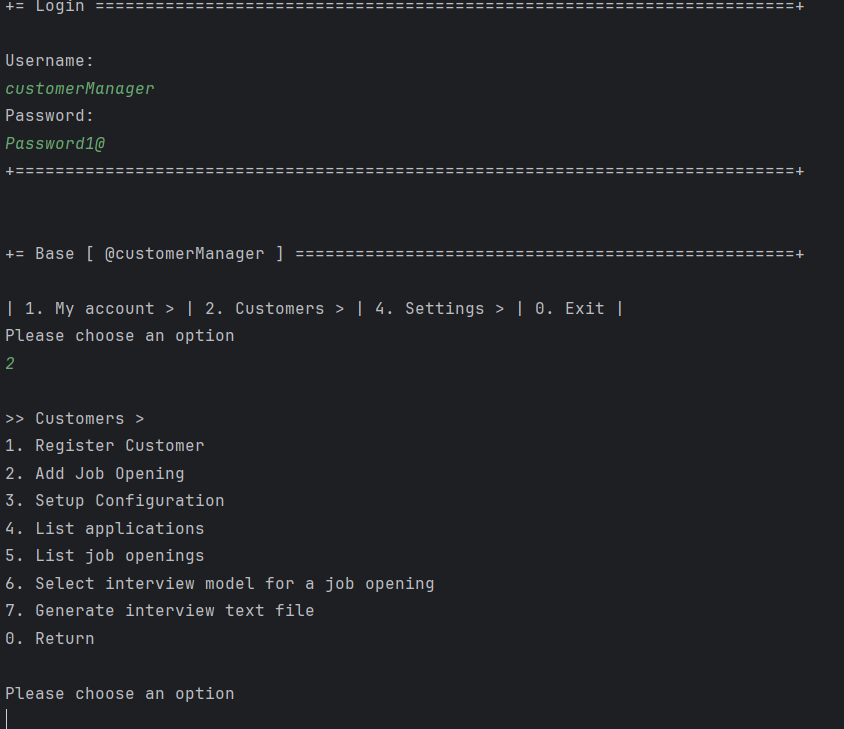 += Login ======================================================================+
Username:
customerManager
Password:
Password1@
+==============================================================================+
+= Base [ @customerManager ] ==================================================+
| 1. My account > | 2. Customers > | 4. Settings > | 0. Exit |
Please choose an option
2
>> Customers >
1. Register Customer
2. Add Job Opening
3. Setup Configuration
4. List applications
5. List job openings
6. Select interview model for a job opening
7. Generate interview text file
0. Return
Please choose an option